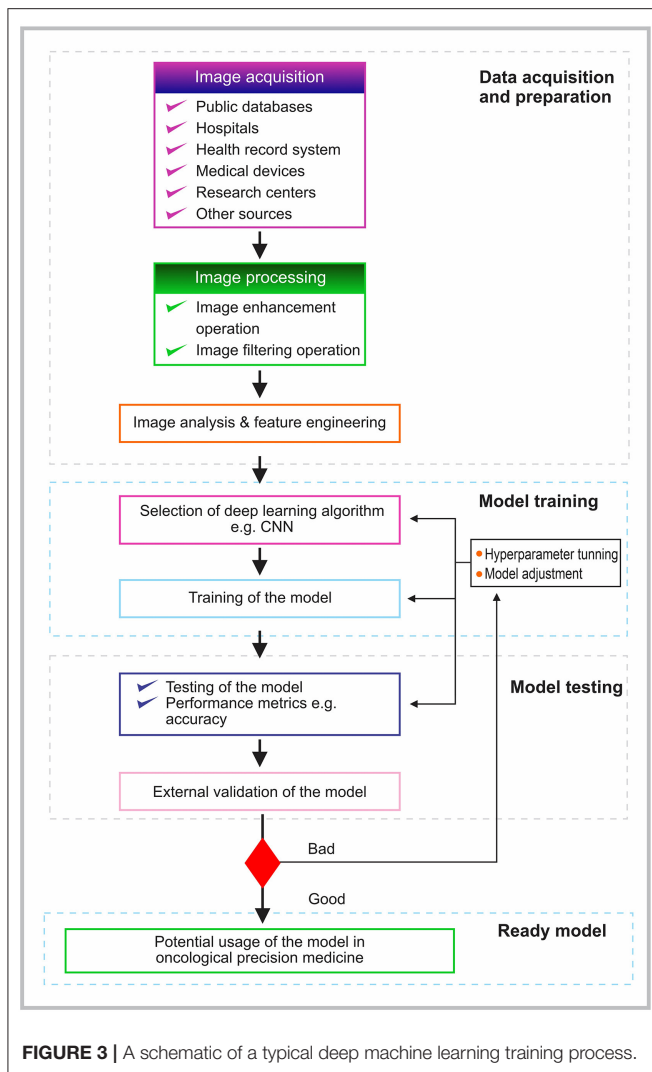 Image acquisition
Public databases
Hospitals
Health record system
Medical devices
Research centers
Other sources
Data acquisition
and preparation
Image processing
Image enhancement
operation
Image filtering operation
Image analysis & feature engineering
Model training
Selection of deep learning algorithm
e.g. CNN
Hyperparameter tunning
Model adjustment
Training of the model
Model testing
Testing of the model
Performance metrics e.g.
accuracy
External validation of the model
Bad
Good
Ready model
Potential usage of the model in
oncological precision medicine
FIGURE 3 | A schematic of a typical deep machine learning training process.